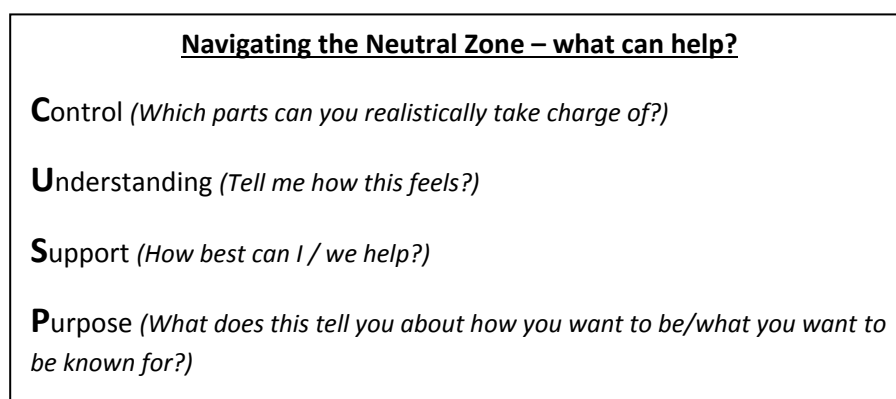 Navigating the Neutral Zone – what can help?
Control (Which parts can you realistically take charge of?)
Understanding (Tell me how this feels?)
Support (How best can I / we help?)
Purpose (What does this tell you about how you want to be/what you want to
be known for?)